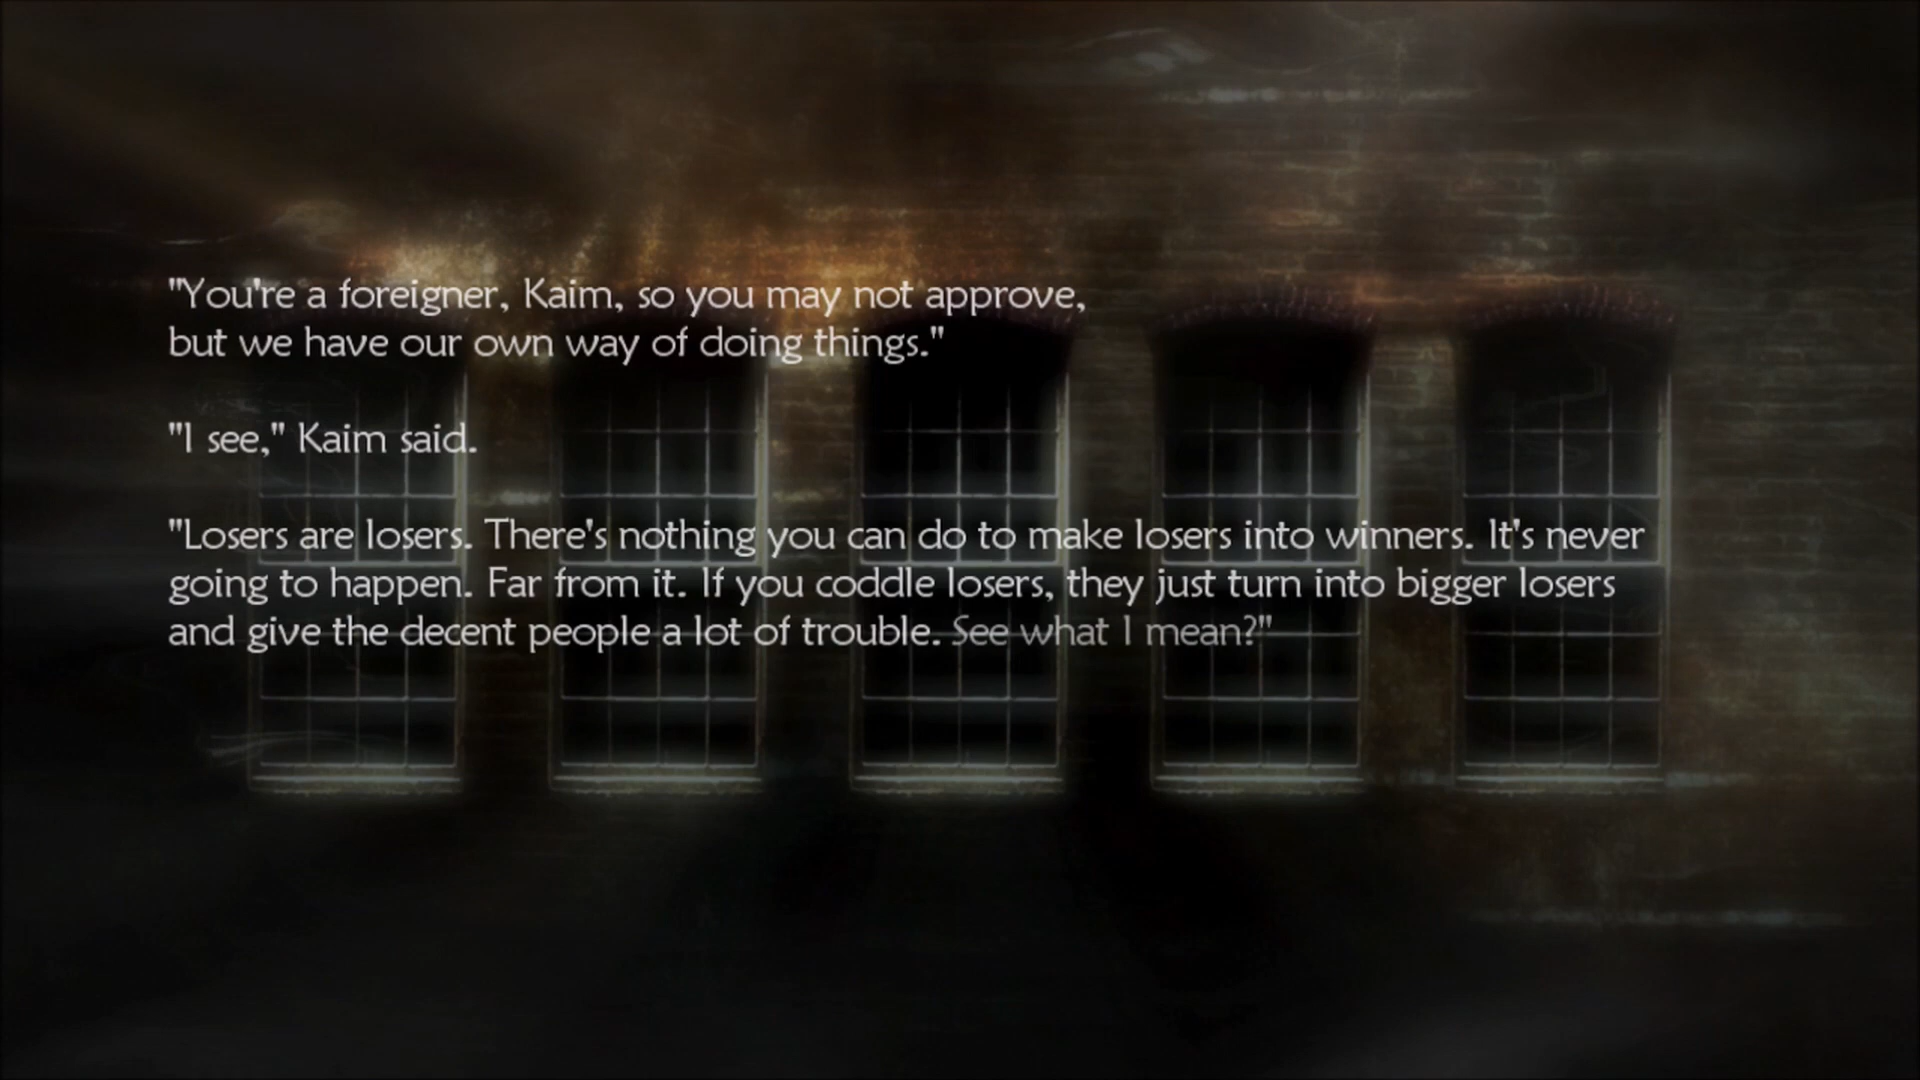 "You're a foreigner, Kaim, so you may not approve,
but we have our own way of doing things."
"I see," Kaim said.
"Losers are losers. There's nothing you can do to make losers into winners. It's never
going to happen. Far from it. If you coddle losers, they just turn into bigger losers
and give the decent people a lot of trouble. See what I mean?"